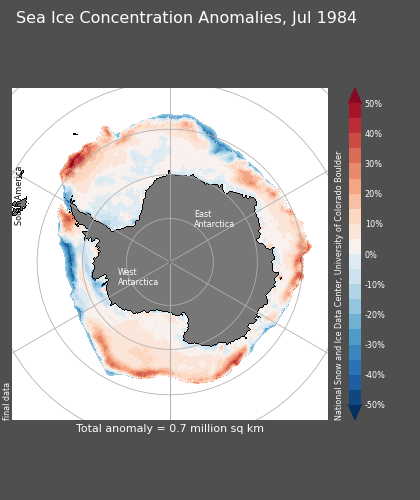 Sea Ice Concentration Anomalies, Jul 1984
South America
East
Antarctica
West
Antarctica
50%
40%
30%
20%
10%
0%
-10%
-20%
-30%
-40%
-50%
National Snow and Ice Data Center, University of Colorado Boulder
final data
Total anomaly = 0.7 million sq km